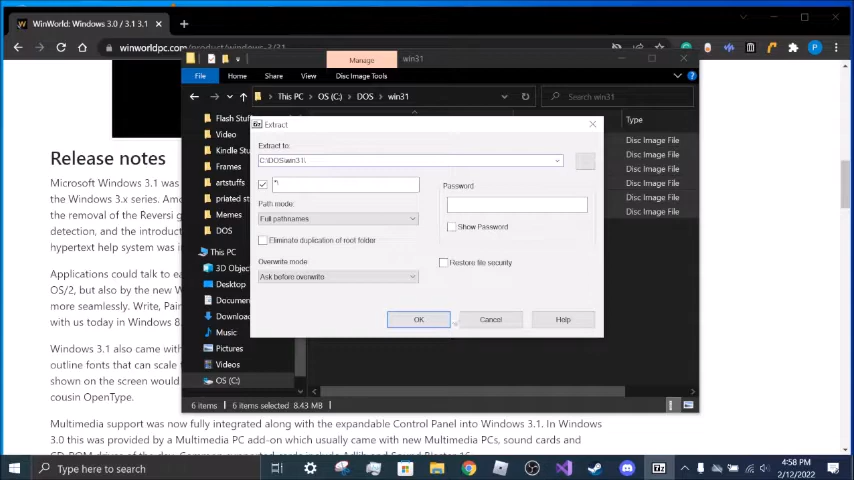 WinWorld: Windows 3.0 / 3.1 3.1
winworldpc.com/product/windows-3/31
Manage
win31
File
Home
Share
View
Disc Image Tools
This PC
OS (C:)
DOS
win31
Search win31
Flash Stuff
Video
Kindle Stu
Frames
artstuffs
priated st
Memes
DOS
This PC
3D Objec
Desktop
Documen
Downloa
Music
Pictures
Videos
OS (C:)
Type
Disc Image File
Disc Image File
Disc Image File
Disc Image File
Disc Image File
Disc Image File
Extract
Extract to:
C:\DOS\win31\
*\
Path mode:
Full pathnames
Eliminate duplication of root folder
Overwrite mode
Ask before overwrite
Password
Show Password
Restore file security
OK
Cancel
Help
6 items
6 items selected 8.43 MB
Release notes
Microsoft Windows 3.1 was
the Windows 3.x series. Amo
the removal of the Reversi g
detection, and the introduct
hypertext help system was i
Applications could talk to ea
OS/2, but also by the new W
more seamlessly. Write, Pain
with us today in Windows 8.
Windows 3.1 also came with
outline fonts that can scale
shown on the screen would
cousin OpenType.
Multimedia support was now fully integrated along with the expandable Control Panel into Windows 3.1. In Windows
3.0 this was provided by a Multimedia PC add-on which usually came with new Multimedia PCs, sound cards and
Type here to search
4:58 PM
2/12/2022